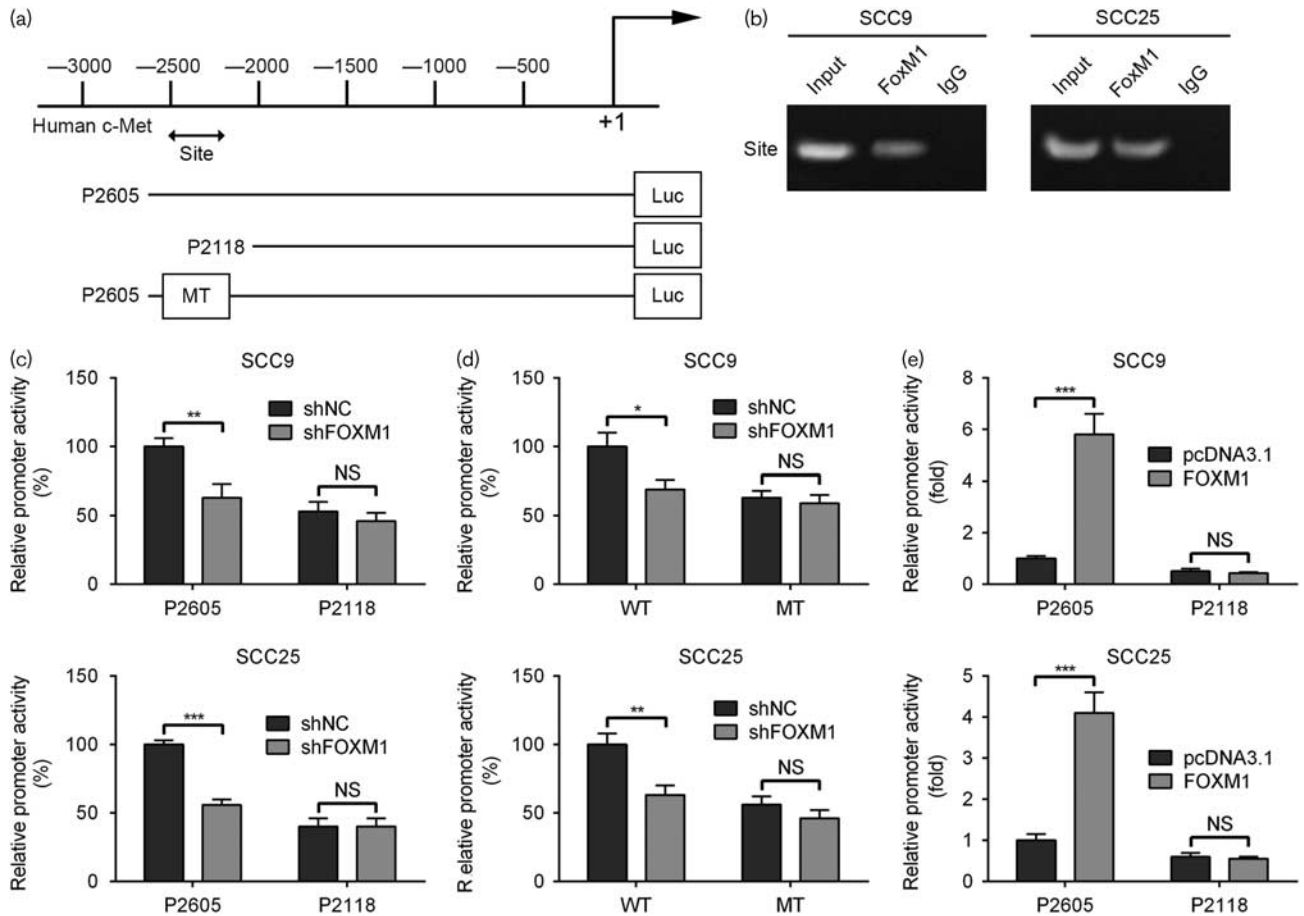 (a)
—3000 —2500 —2000 —1500 —1000 —500
Human c-Met
+1
Site
P2605
Luc
P2118
Luc
P2605
MT
Luc
(b)
SCC9
SCC25
Input FoxM1 IgG
Input FoxM1 IgG
Site
(c)
SCC9
Relative promoter activity
(%)
150
100
50
0
**
NS
shNC
shFOXM1
P2605 P2118
SCC25
Relative promoter activity
(%)
150
100
50
0
***
NS
shNC
shFOXM1
P2605 P2118
(d)
SCC9
Relative promoter activity
(%)
150
100
50
0
*
NS
shNC
shFOXM1
WT MT
SCC25
R elative promoter activity
(%)
150
100
50
0
**
NS
shNC
shFOXM1
WT MT
(e)
SCC9
Relative promoter activity
(fold)
8
6
4
2
0
***
NS
pcDNA3.1
FOXM1
P2605 P2118
SCC25
Relative promoter activity
(fold)
5
4
3
2
1
0
***
NS
pcDNA3.1
FOXM1
P2605 P2118